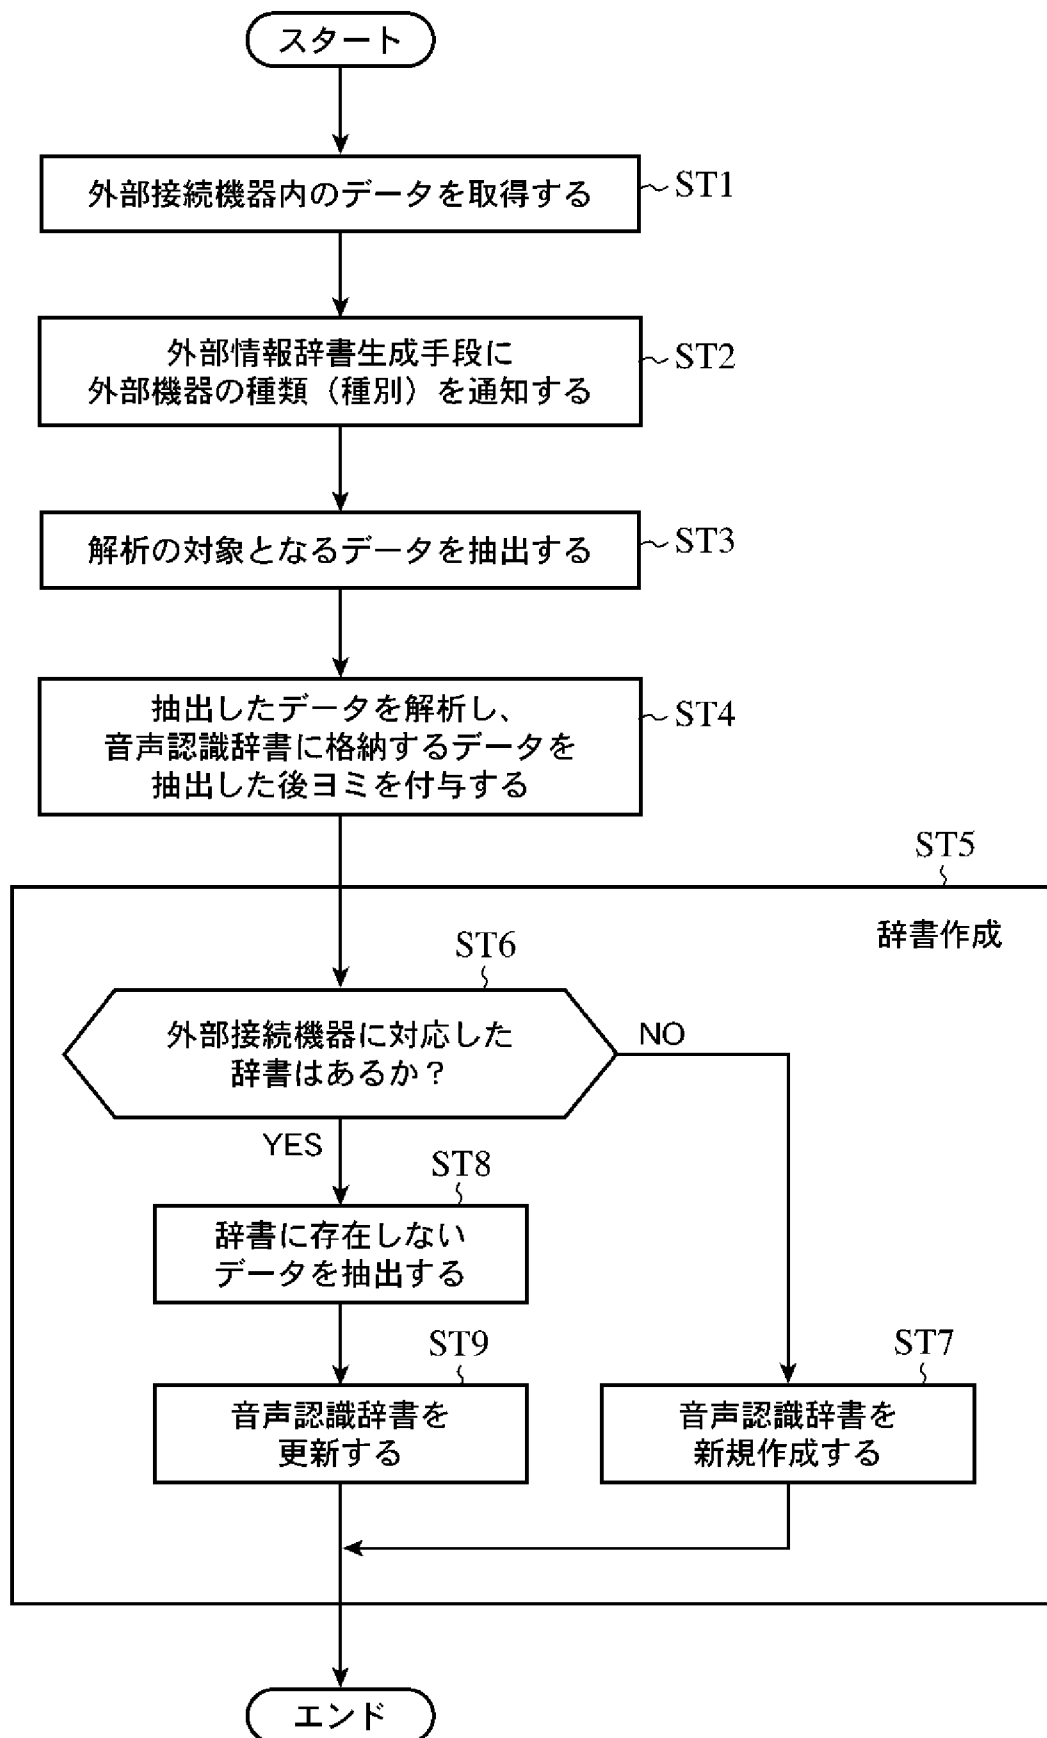 スタート
外部接続機器内のデータを取得する
ST1
外部情報辞書生成手段に
外部機器の種類（種別）を通知する
ST2
解析の対象となるデータを抽出する
ST3
抽出したデータを解析し、
音声認識辞書に格納するデータを
抽出した後ヨミを付与する
ST4
ST5
辞書作成
ST6
外部接続機器に対応した
辞書はあるか？
NO
YES
ST8
辞書に存在しない
データを抽出する
ST9
音声認識辞書を
更新する
ST7
音声認識辞書を
新規作成する
エンド